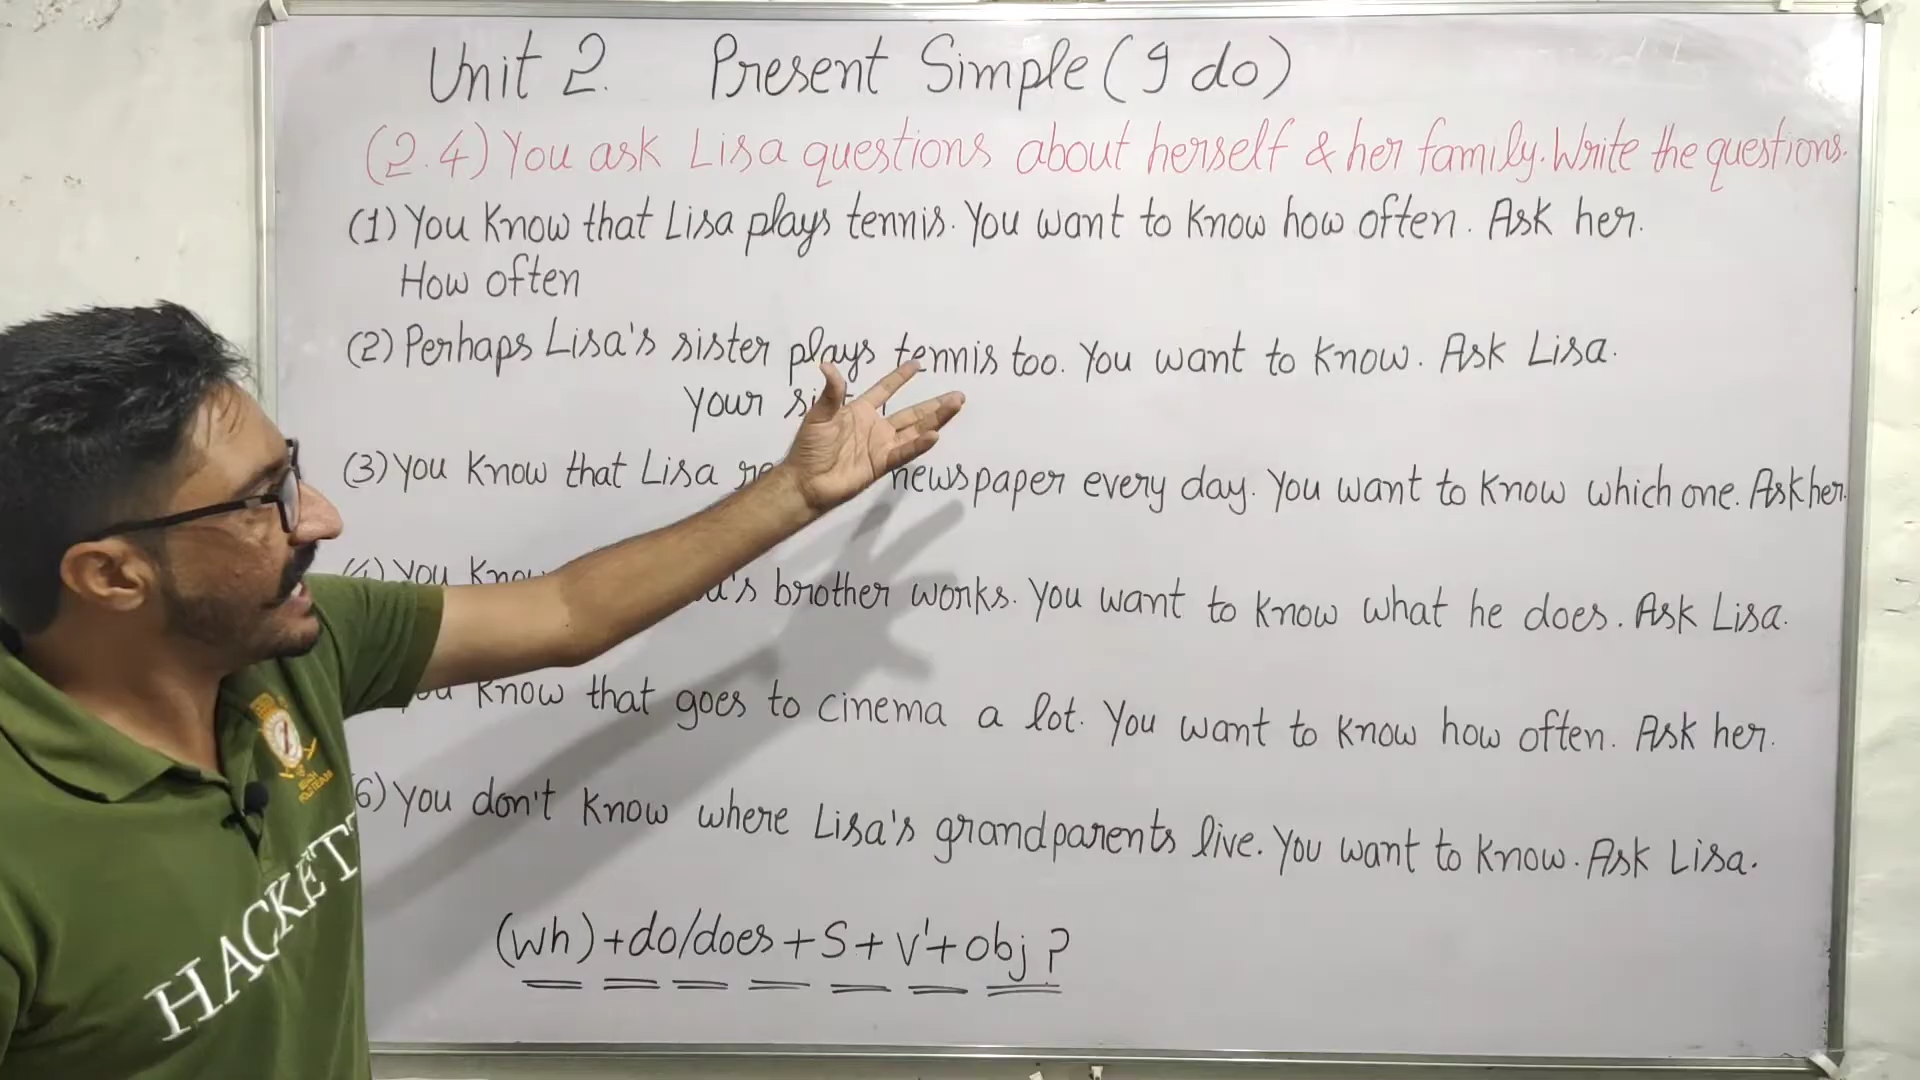 Unit 2. Present Simple (I do)
(2.4) You ask Lisa questions about herself & her family. Write the questions.
(1) You know that Lisa plays tennis. You want to know how often. Ask her.
How often
(2) Perhaps Lisa's sister plays tennis too. You want to know. Ask Lisa.
Your
(3) You know that Lisa newspaper every day. You want to know which one. Ask her.
(4) You brother works. You want to know what he does. Ask Lisa.
know that goes to cinema a lot. You want to know how often. Ask her.
6) You don't know where Lisa's grandparents live. You want to know. Ask Lisa.
(wh) + do/does + S + V' + obj ?
HACKETT